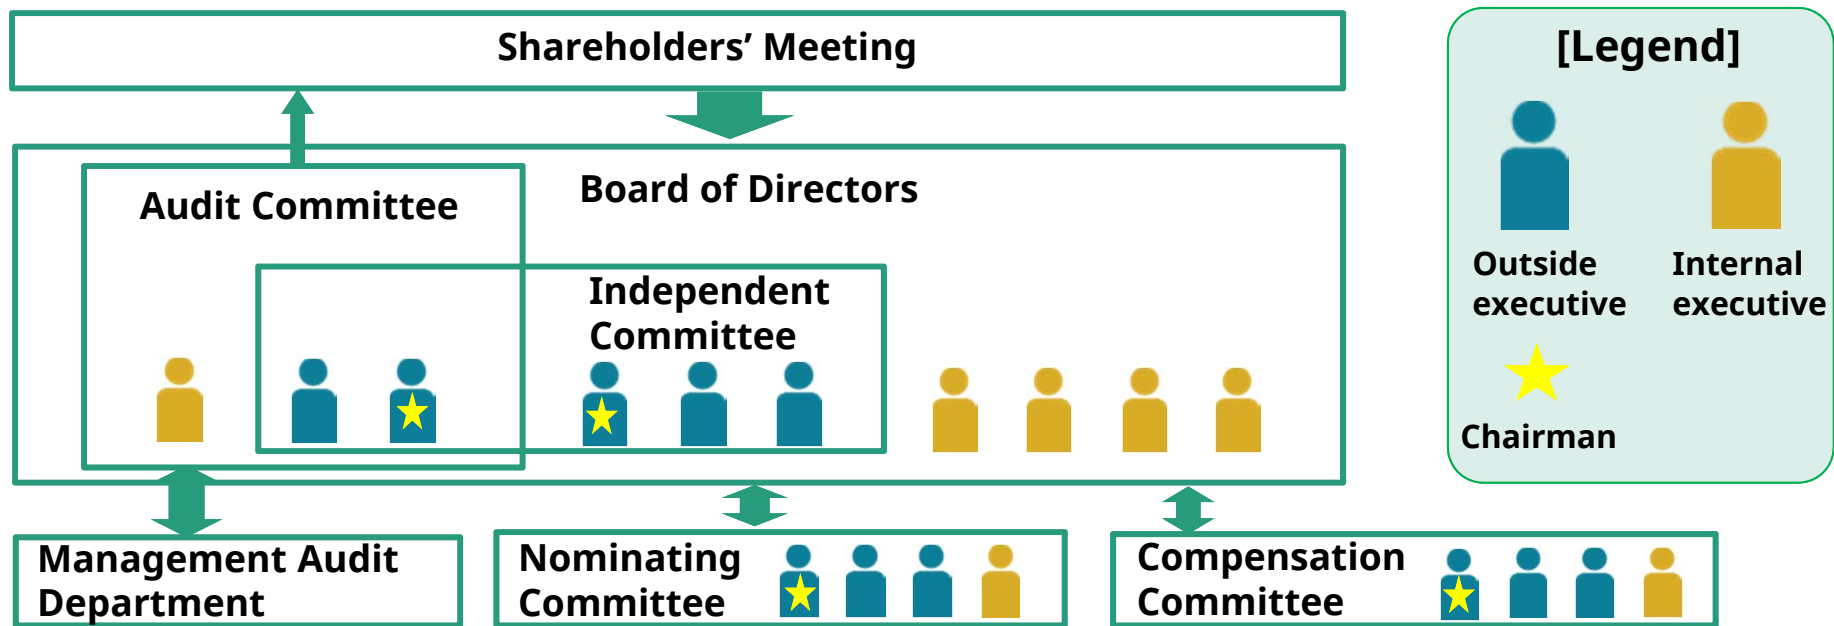 Shareholders’ Meeting
Audit Committee
Board of Directors
Independent
Committee
Management Audit
Department
Nominating
Committee
Compensation
Committee
[Legend]
Outside
executive
Internal
executive
Chairman